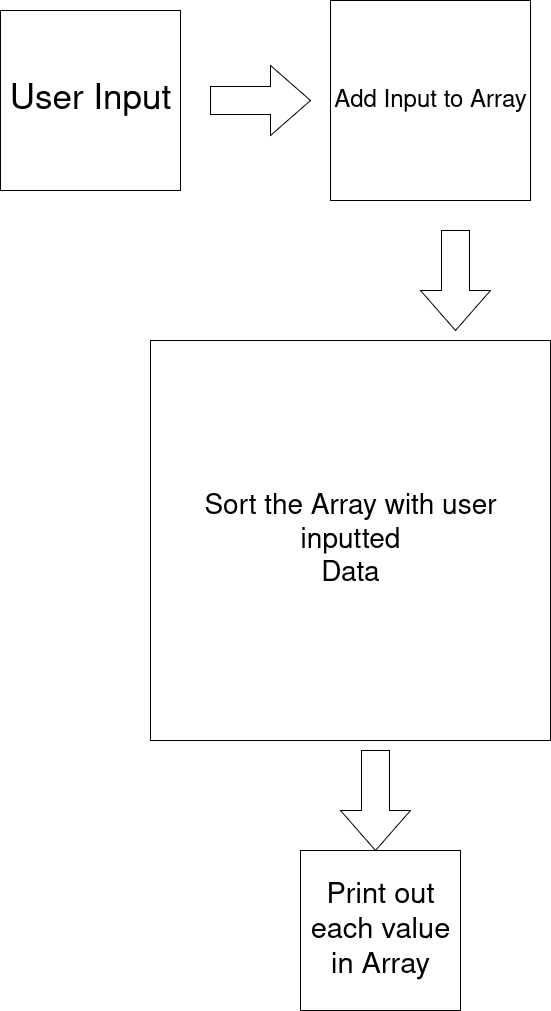 User Input
Add Input to Array
Sort the Array with user
inputted
Data
Print out
each value
in Array